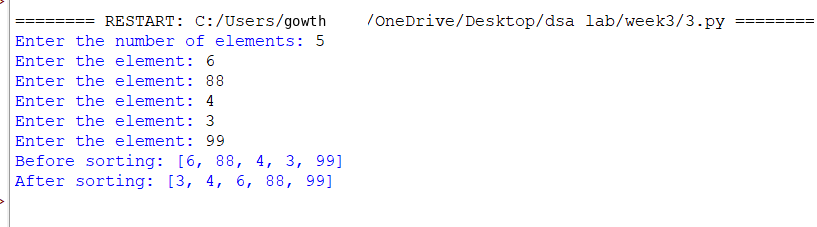 ======== RESTART: C:/Users/gowth /OneDrive/Desktop/dsa lab/week3/3.py ========
Enter the number of elements: 5
Enter the element: 6
Enter the element: 88
Enter the element: 4
Enter the element: 3
Enter the element: 99
Before sorting: [6, 88, 4, 3, 99]
After sorting: [3, 4, 6, 88, 99]